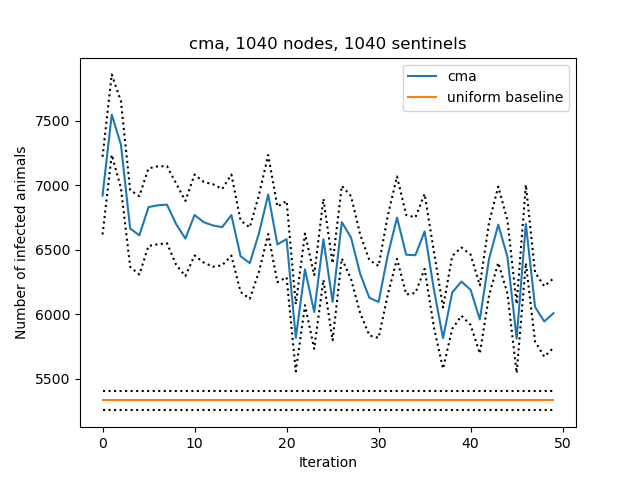 cma, 1040 nodes, 1040 sentinels
cma
uniform baseline
Number of infected animals
7500
7000
6500
6000
5500
0 10 20 30 40 50
Iteration